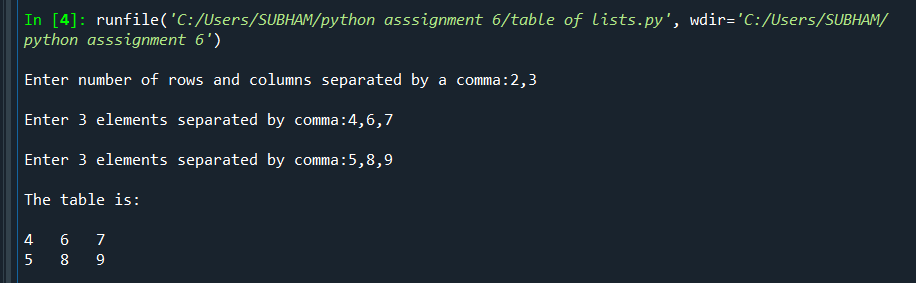 In [4]: runfile('C:/Users/SUBHAM/python asssignment 6/table of lists.py', wdir='C:/Users/SUBHAM/
python asssignment 6')
Enter number of rows and columns separated by a comma:2,3
Enter 3 elements separated by comma:4,6,7
Enter 3 elements separated by comma:5,8,9
The table is:
4 6 7
5 8 9